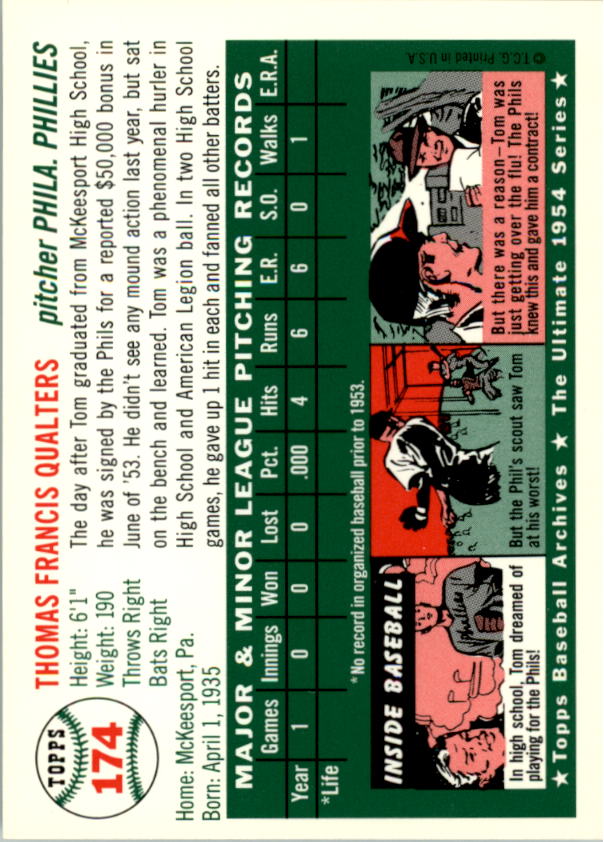 TOPPS
174
THOMAS FRANCIS QUALTERS
pitcher PHILA. PHILLIES
Height: 6'1"
Weight: 190
Throws Right
Bats Right
Home: McKeesport, Pa.
Born: April 1, 1935
The day after Tom graduated from McKeesport High School,
he was signed by the Phils for a reported $50,000 bonus in
June of '53. He didn't see any mound action last year, but sat
on the bench and learned. Tom was a phenomenal hurler in
High School and American Legion ball. In two High School
games, he gave up 1 hit in each and fanned all other batters.
MAJOR & MINOR LEAGUE PITCHING RECORDS
Games Innings Won Lost Pct. Hits Runs E.R. S.O. Walks E.R.A.
Year 1 0 0 0 .000 4 6 6 0 1
*Life
*No record in organized baseball prior to 1953.
INSIDE BASEBALL
Phillies
In high school, Tom dreamed of
playing for the Phils!
But the Phil's scout saw Tom
at his worst!
But there was a reason—Tom was
just getting over the flu! The Phils
knew this and gave him a contract!
© T.C.G. Printed in U.S.A.
★ Topps Baseball Archives ★ The Ultimate 1954 Series ★